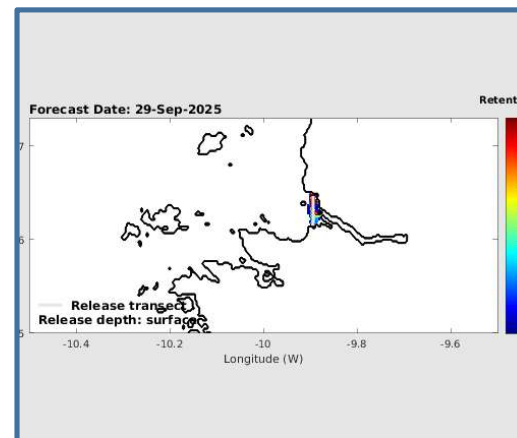 Retent
Forecast Date: 29-Sep-2025
7
6
5
Release transect
Release depth: surface
-10.4 -10.2 -10 -9.8 -9.6
Longitude (W)